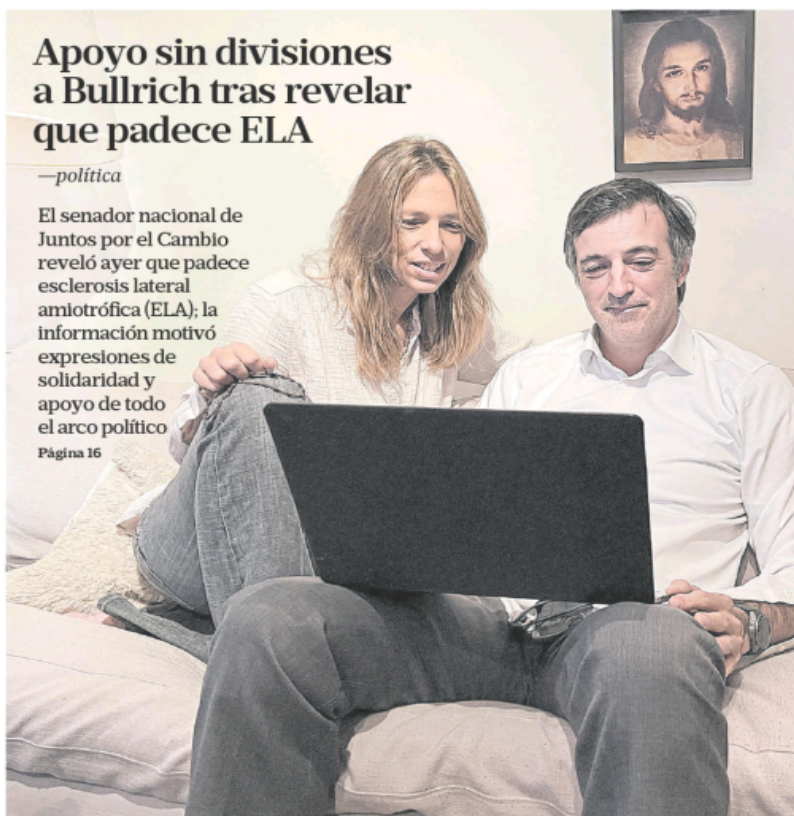 Apoyo sin divisiones
a Bullrich tras revelar
que padece ELA
—política
El senador nacional de
Juntos por el Cambio
reveló ayer que padece
esclerosis lateral
amiotrófica (ELA); la
información motivó
expresiones de
solidaridad y
apoyo de todo
el arco político
Página 16